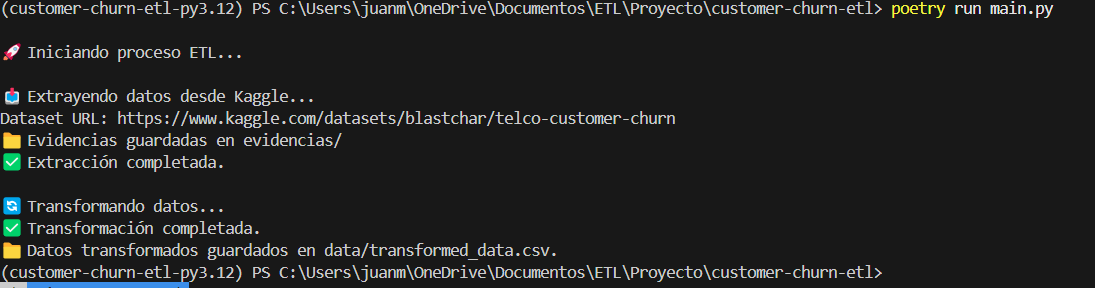 (customer-churn-etl-py3.12) PS C:\Users\juanm\OneDrive\Documentos\ETL\Proyecto\customer-churn-etl> poetry run main.py
🚀 Iniciando proceso ETL...
📥 Extrayendo datos desde Kaggle...
Dataset URL: https://www.kaggle.com/datasets/blastchar/telco-customer-churn
📁 Evidencias guardadas en evidencias/
✅ Extracción completada.
🔄 Transformando datos...
✅ Transformación completada.
📁 Datos transformados guardados en data/transformed_data.csv.
(customer-churn-etl-py3.12) PS C:\Users\juanm\OneDrive\Documentos\ETL\Proyecto\customer-churn-etl>